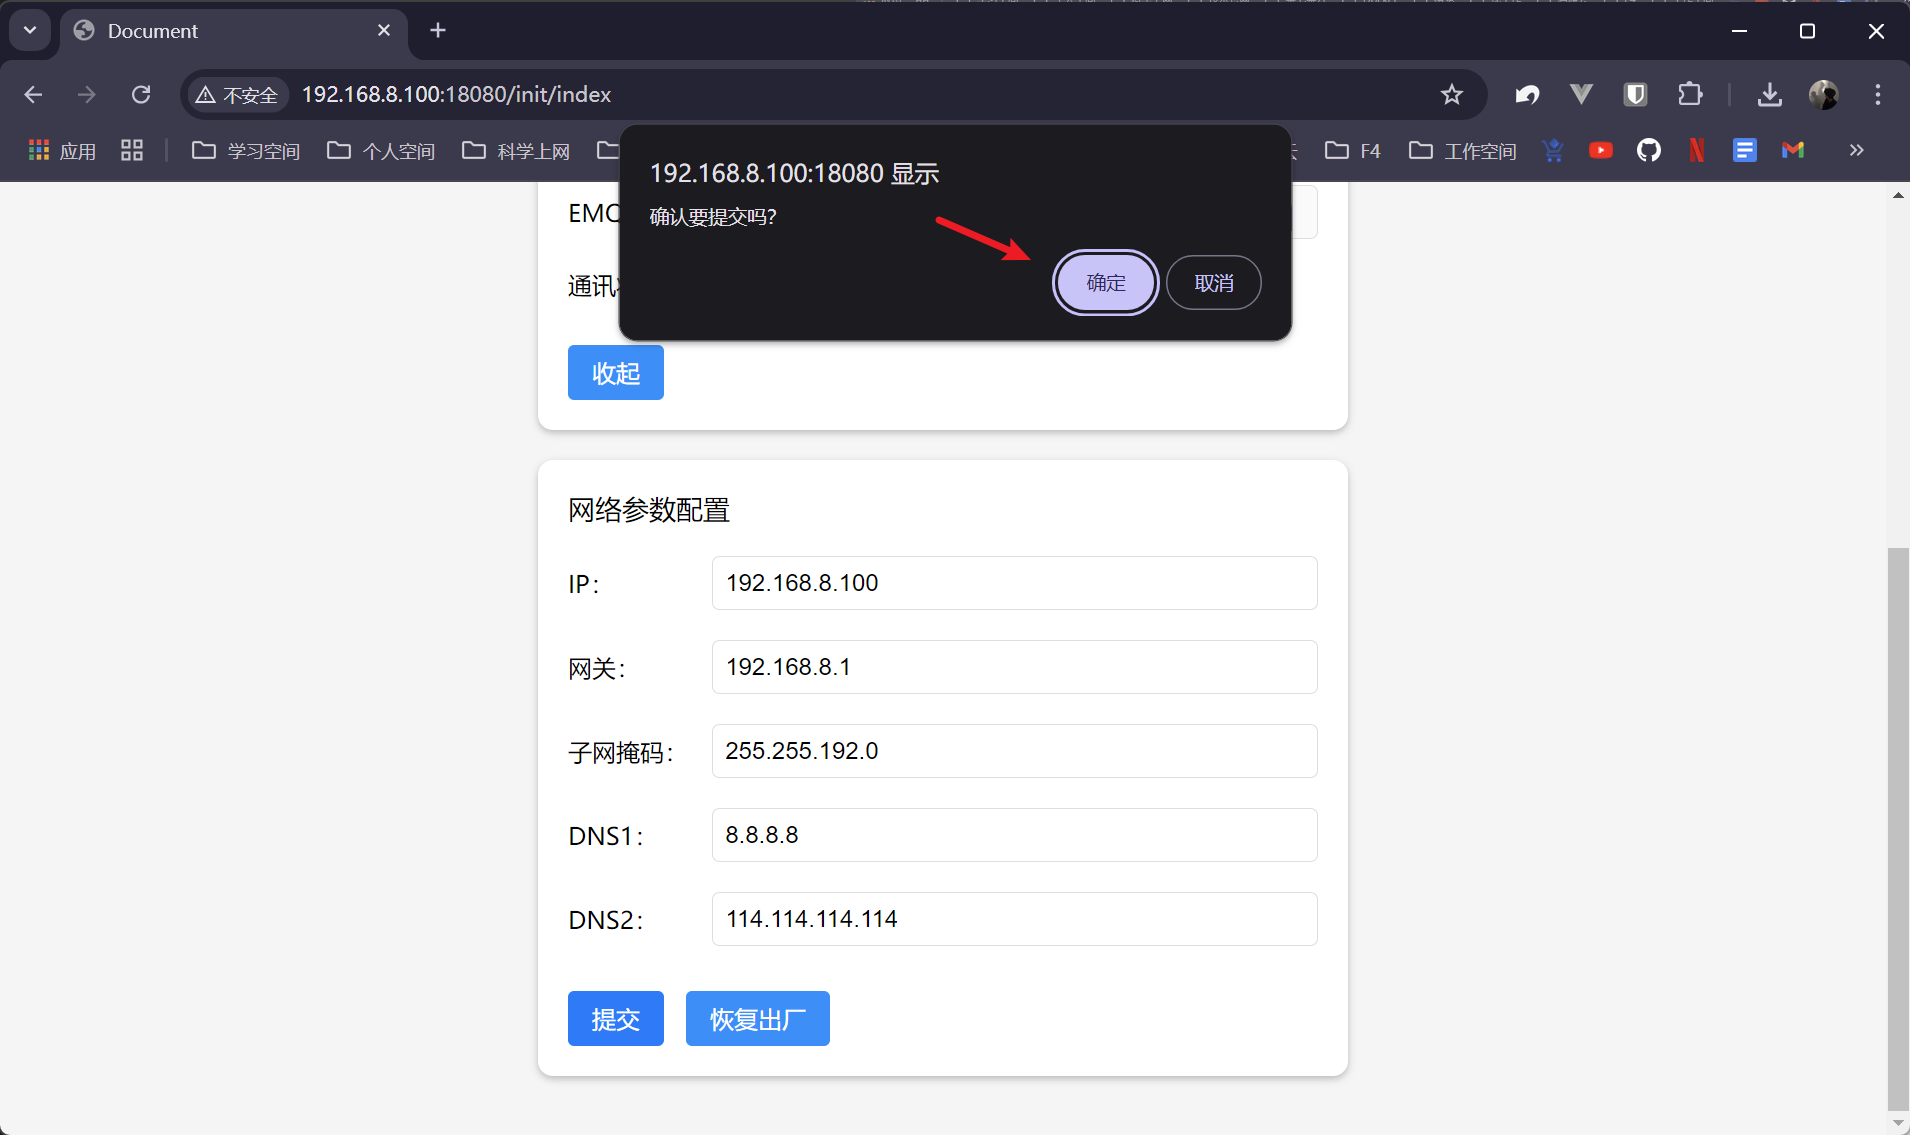 Document
不安全
192.168.8.100:18080/init/index
应用
学习空间
个人空间
科学上网
F4
工作空间
192.168.8.100:18080 显示
确认要提交吗?
确定
取消
通讯
收起
网络参数配置
IP：
192.168.8.100
网关：
192.168.8.1
子网掩码：
255.255.192.0
DNS1：
8.8.8.8
DNS2：
114.114.114.114
提交
恢复出厂